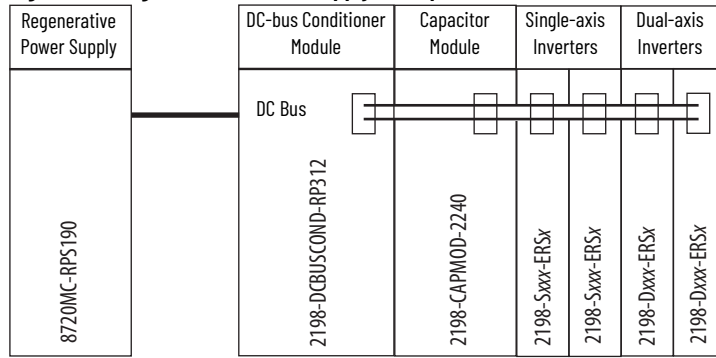 Regenerative
Power Supply
DC-bus Conditioner
Module
Capacitor
Module
Single-axis
Inverters
Dual-axis
Inverters
DC Bus
8720MC-RPS190
2198-DCBUSCOND-RP312
2198-CAPMOD-2240
2198-Sxxx-ERSx
2198-Sxxx-ERSx
2198-Dxxx-ERSx
2198-Dxxx-ERSx